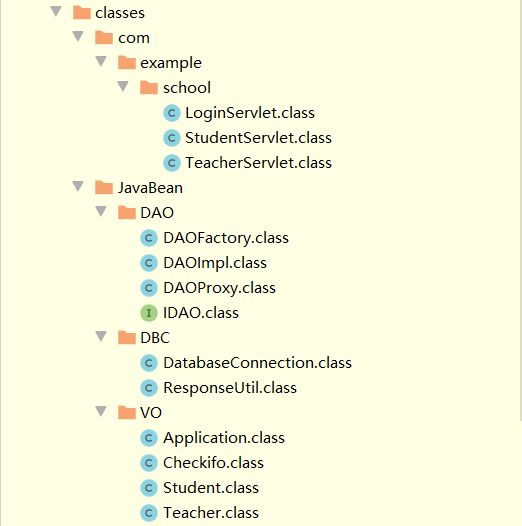 classes
com
example
school
LoginServlet.class
StudentServlet.class
TeacherServlet.class
JavaBean
DAO
DAOFactory.class
DAOImpl.class
DAOProxy.class
IDAO.class
DBC
DatabaseConnection.class
ResponseUtil.class
VO
Application.class
Checkifo.class
Student.class
Teacher.class